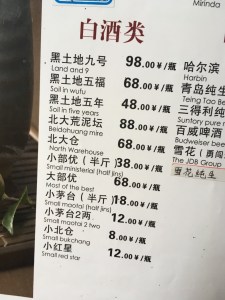 Mirinda
白酒类
黑土地九号 98.00¥/瓶
Land and 9
黑土地五福 68.00¥/瓶
Soil in wufu
黑土地五年 48.00¥/瓶
Soil in five years
北大荒泥坛 88.00¥/瓶
Beidahuang mire
北大仓 68.00¥/瓶
North Warehouse
小部优（半斤）38.00¥/瓶
Small ministerial (half jins)
大部优 68.00¥/瓶
Most of the best
小茅台（半斤）18.00¥/瓶
Small mootai (half jins)
小茅台2两 12.00¥/瓶
Small mootai 2 two
小北仓 8.00¥/瓶
Small bukchang
小红星 12.00¥/瓶
Small red star
哈尔滨
Harbin
青岛纯生
Tsing Tao Be
三得利纯
Suntory pure
百威啤酒
Budweiser beer
雪花（勇闯
The JDB Group
雪花纯生